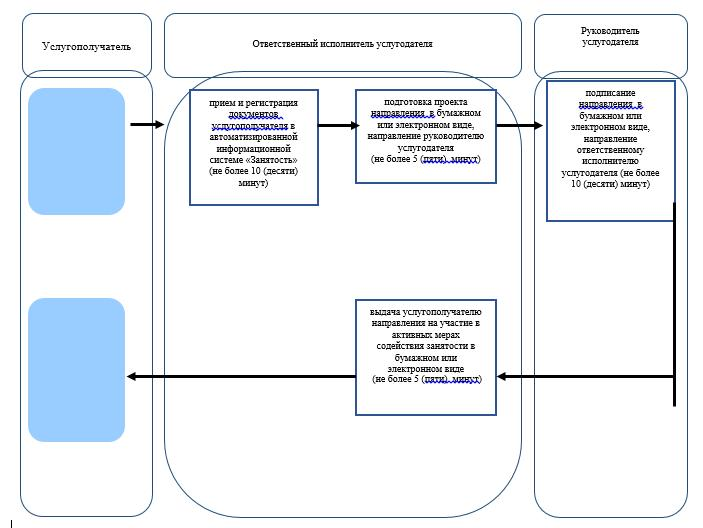 Услугополучатель
Ответственный исполнитель услугодателя
Руководитель
услугодателя
прием и регистрация
документов
услугополучателя в
автоматизированной
информационной
системе «Занятость»
(не более 10 (десяти)
минут)
подготовка проекта
направления в бумажном
или электронном виде,
направление руководителю
услугодателя
(не более 5 (пяти) минут)
подписание
направления в
бумажном или
электронном виде,
направление
ответственному
исполнителю
услугодателя (не более
10 (десяти) минут)
выдача услугополучателю
направления на участие в
активных мерах
содействия занятости в
бумажном или
электронном виде
(не более 5 (пяти) минут)